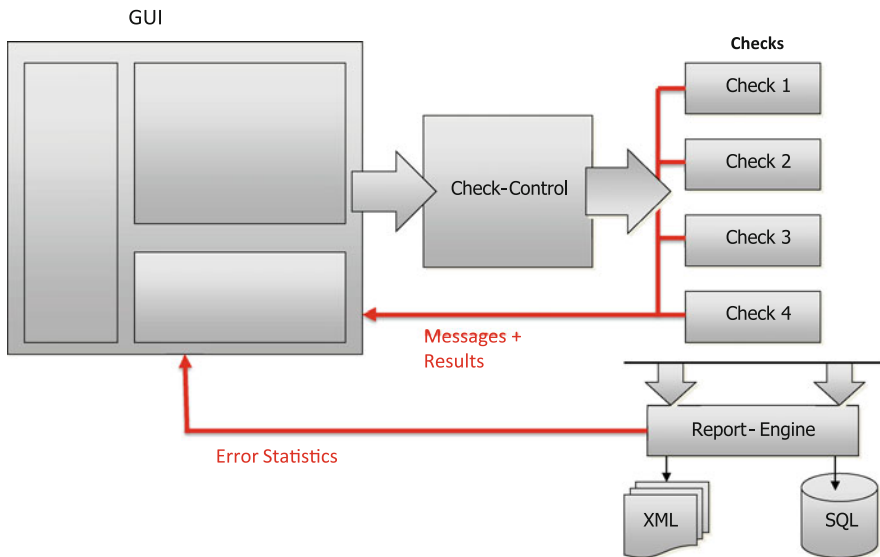 GUI
Checks
Check 1
Check 2
Check-Control
Check 3
Check 4
Messages +
Results
Report-Engine
Error Statistics
XML
SQL